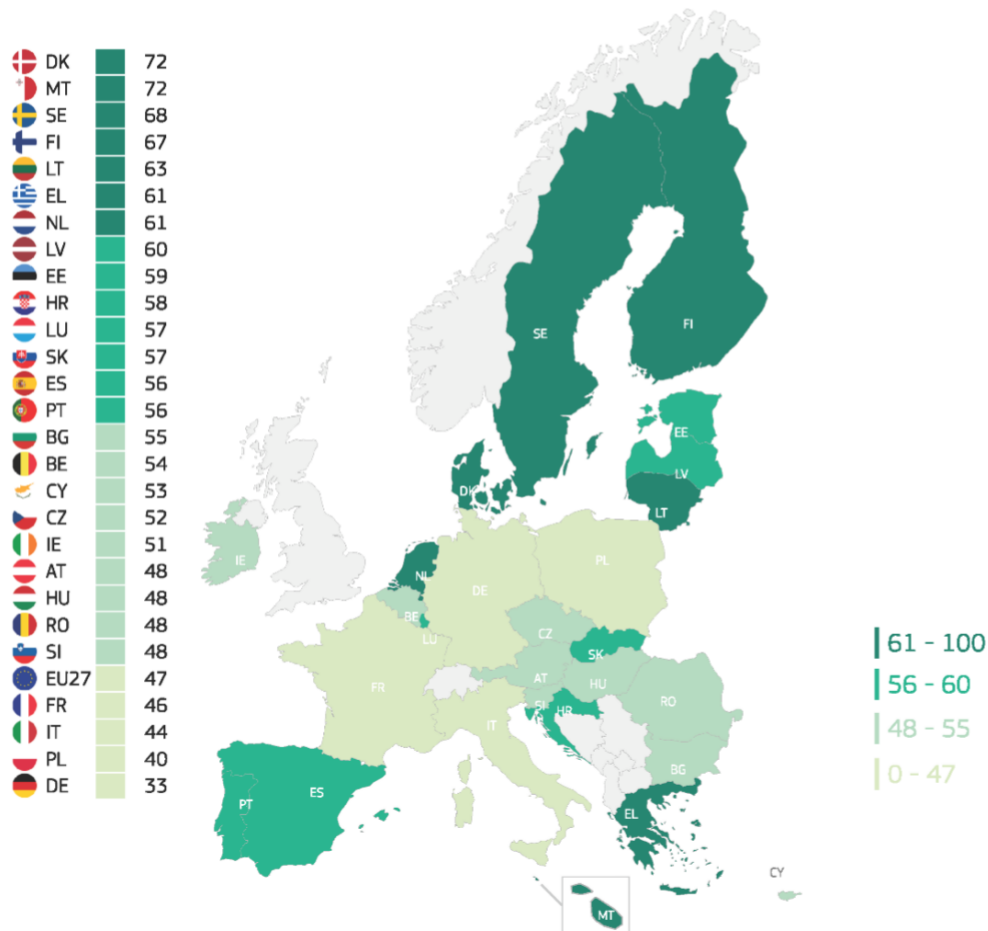 DK 72
MT 72
SE 68
FI 67
LT 63
EL 61
NL 61
LV 60
EE 59
HR 58
LU 57
SK 57
ES 56
PT 56
BG 55
BE 54
CY 53
CZ 52
IE 51
AT 48
HU 48
RO 48
SI 48
EU27 47
FR 46
IT 44
PL 40
DE 33
SE
FI
EE
LV
DK
LT
IE
NL
PL
DE
BE
CZ
LU
SK
AT
HU
FR
RO
SI
HR
IT
BG
ES
PT
EL
CY
MT
61 - 100
56 - 60
48 - 55
0 - 47